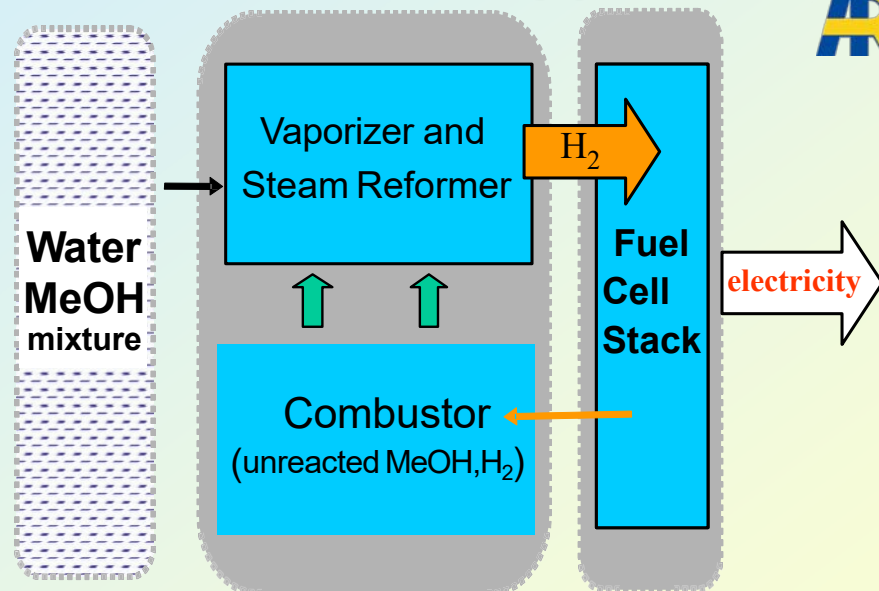 Water
MeOH
mixture
Vaporizer and
Steam Reformer
H₂
Combustor
(unreacted MeOH,H₂)
Fuel
Cell
Stack
electricity